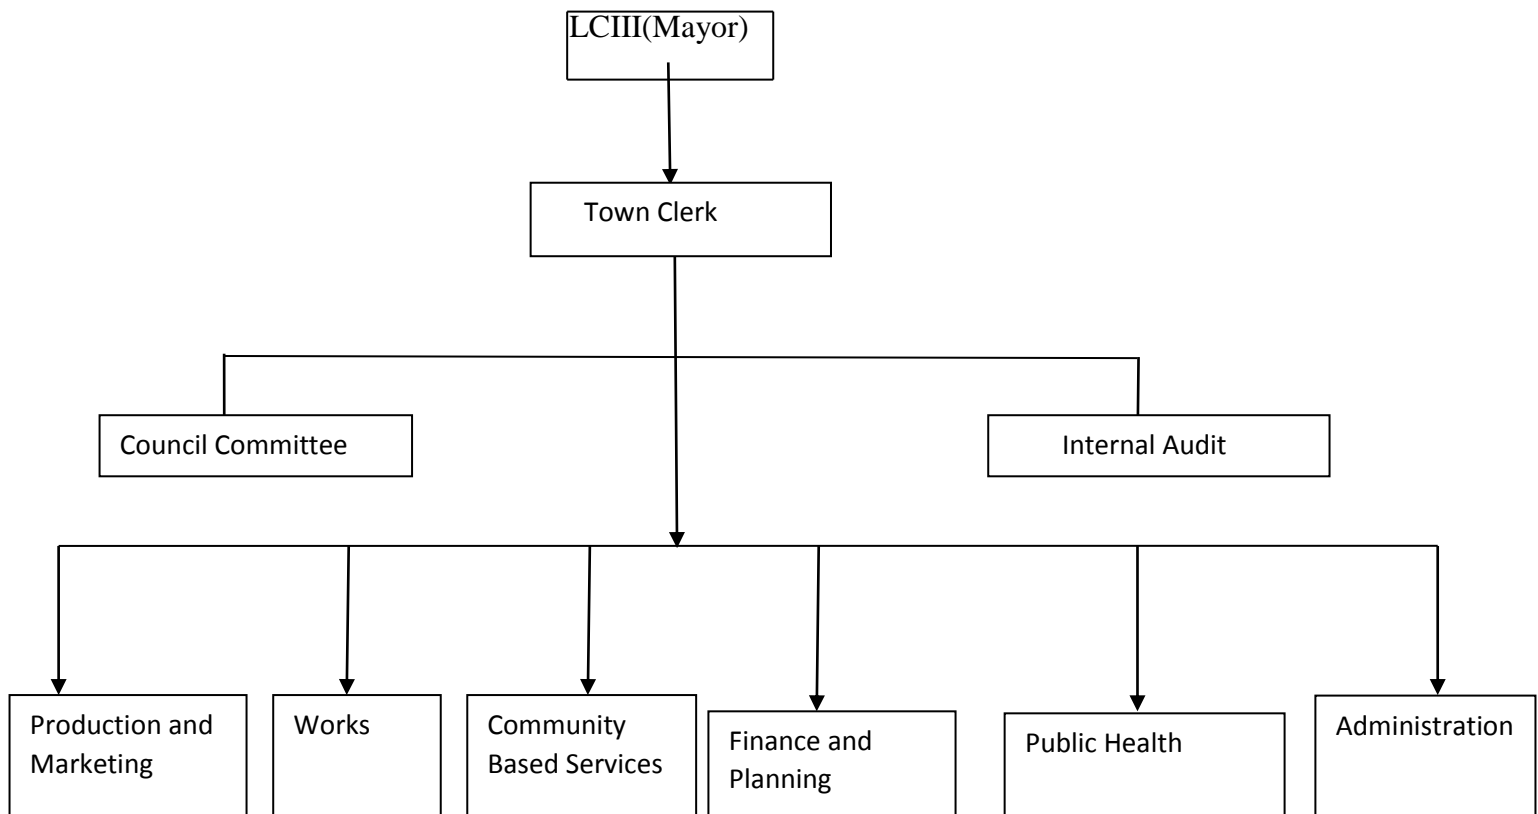 LCIII(Mayor)
Town Clerk
Council Committee
Internal Audit
Production and
Marketing
Works
Community
Based Services
Finance and
Planning
Public Health
Administration